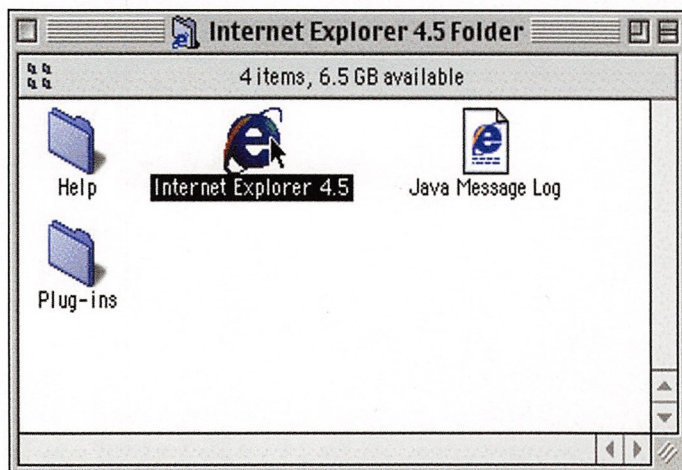 Internet Explorer 4.5 Folder
4 items, 6.5 GB available
Help
Internet Explorer 4.5
Java Message Log
Plug-ins